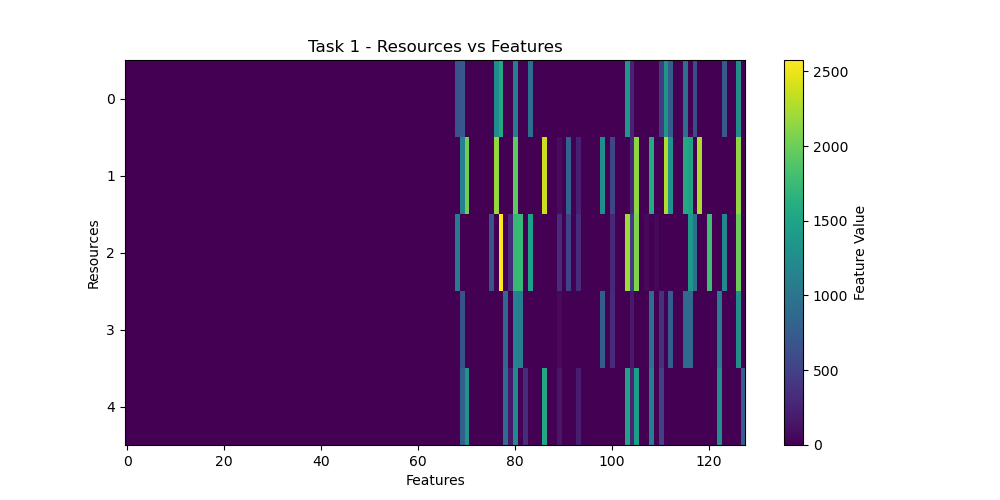 Task 1 - Resources vs Features
Resources
0
1
2
3
4
0 20 40 60 80 100 120
Features
2500
2000
1500
1000
500
0
Feature Value